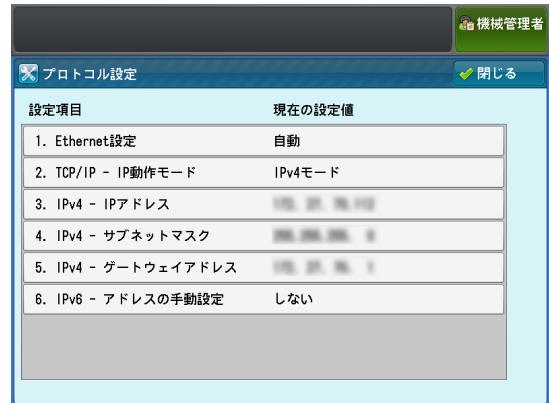 機械管理者
プロトコル設定
閉じる
設定項目 現在の設定値
1. Ethernet設定 自動
2. TCP/IP - IP動作モード IPv4モード
3. IPv4 - IPアドレス
4. IPv4 - サブネットマスク
5. IPv4 - ゲートウェイアドレス
6. IPv6 - アドレスの手動設定 しない